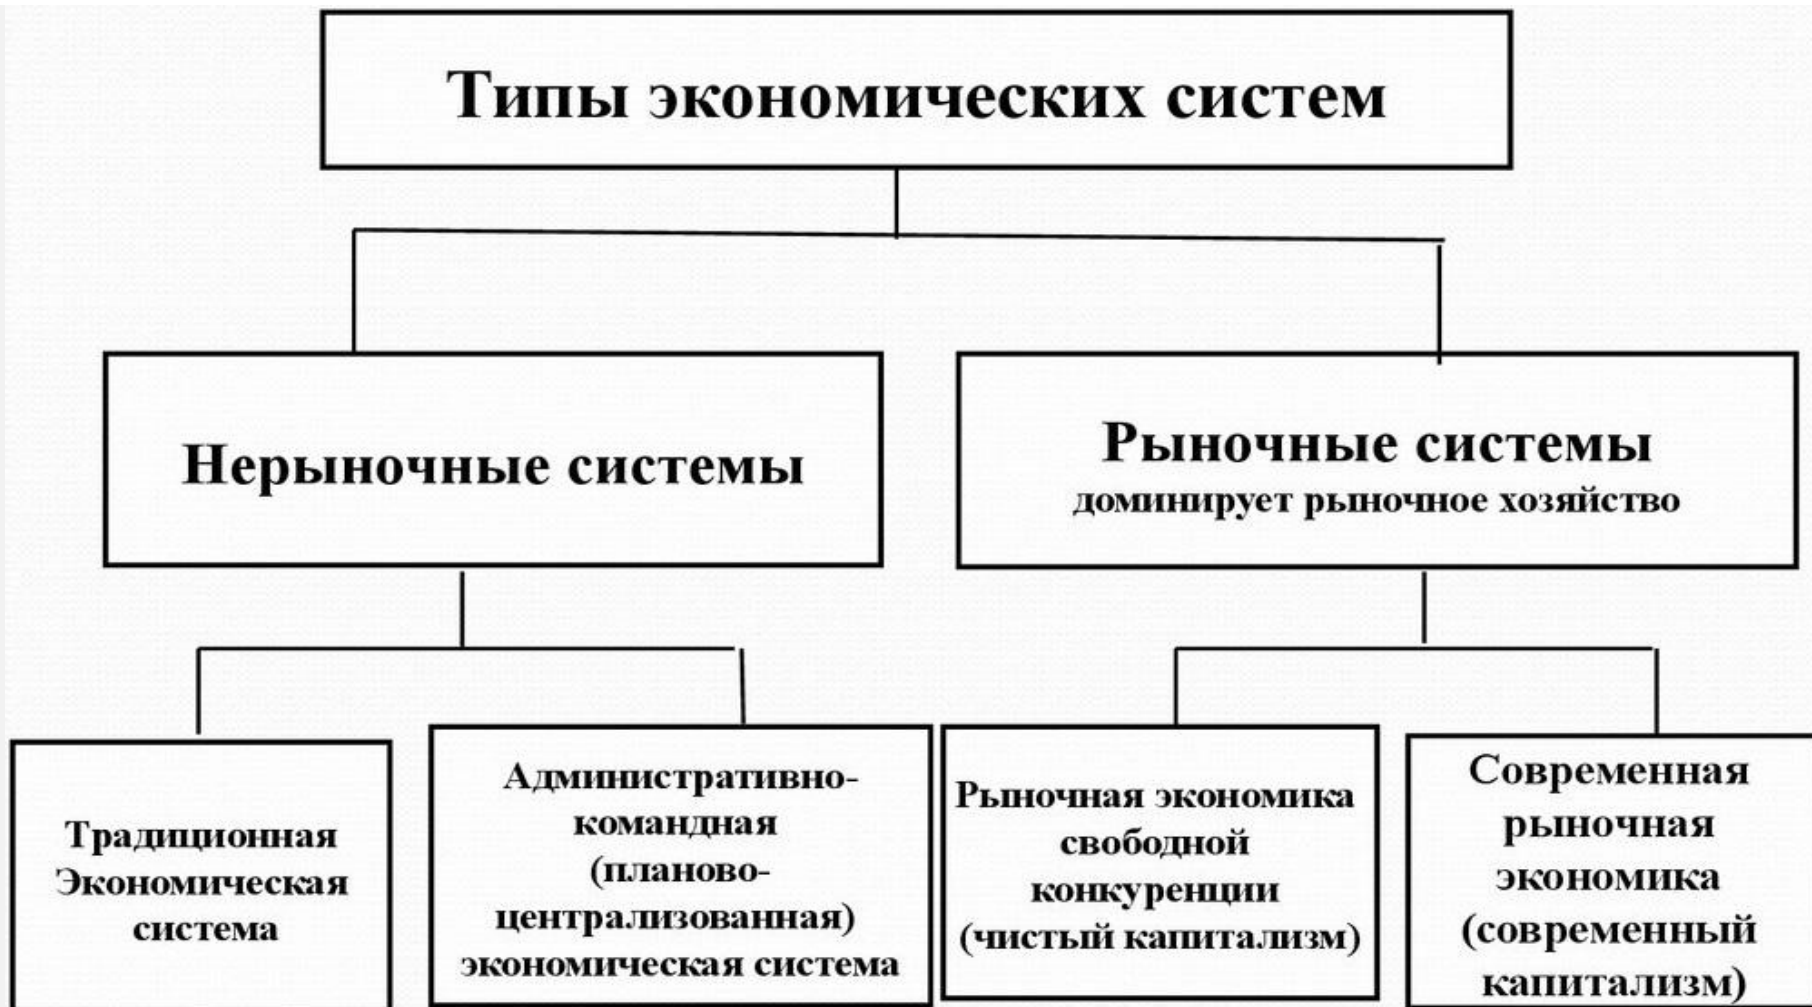 Типы экономических систем
Нерыночные системы
Рыночные системы
доминирует рыночное хозяйство
Традиционная
Экономическая
система
Административно-
командная
(планово-
централизованная)
экономическая система
Рыночная экономика
свободной
конкуренции
(чистый капитализм)
Современная
рыночная
экономика
(современный
капитализм)